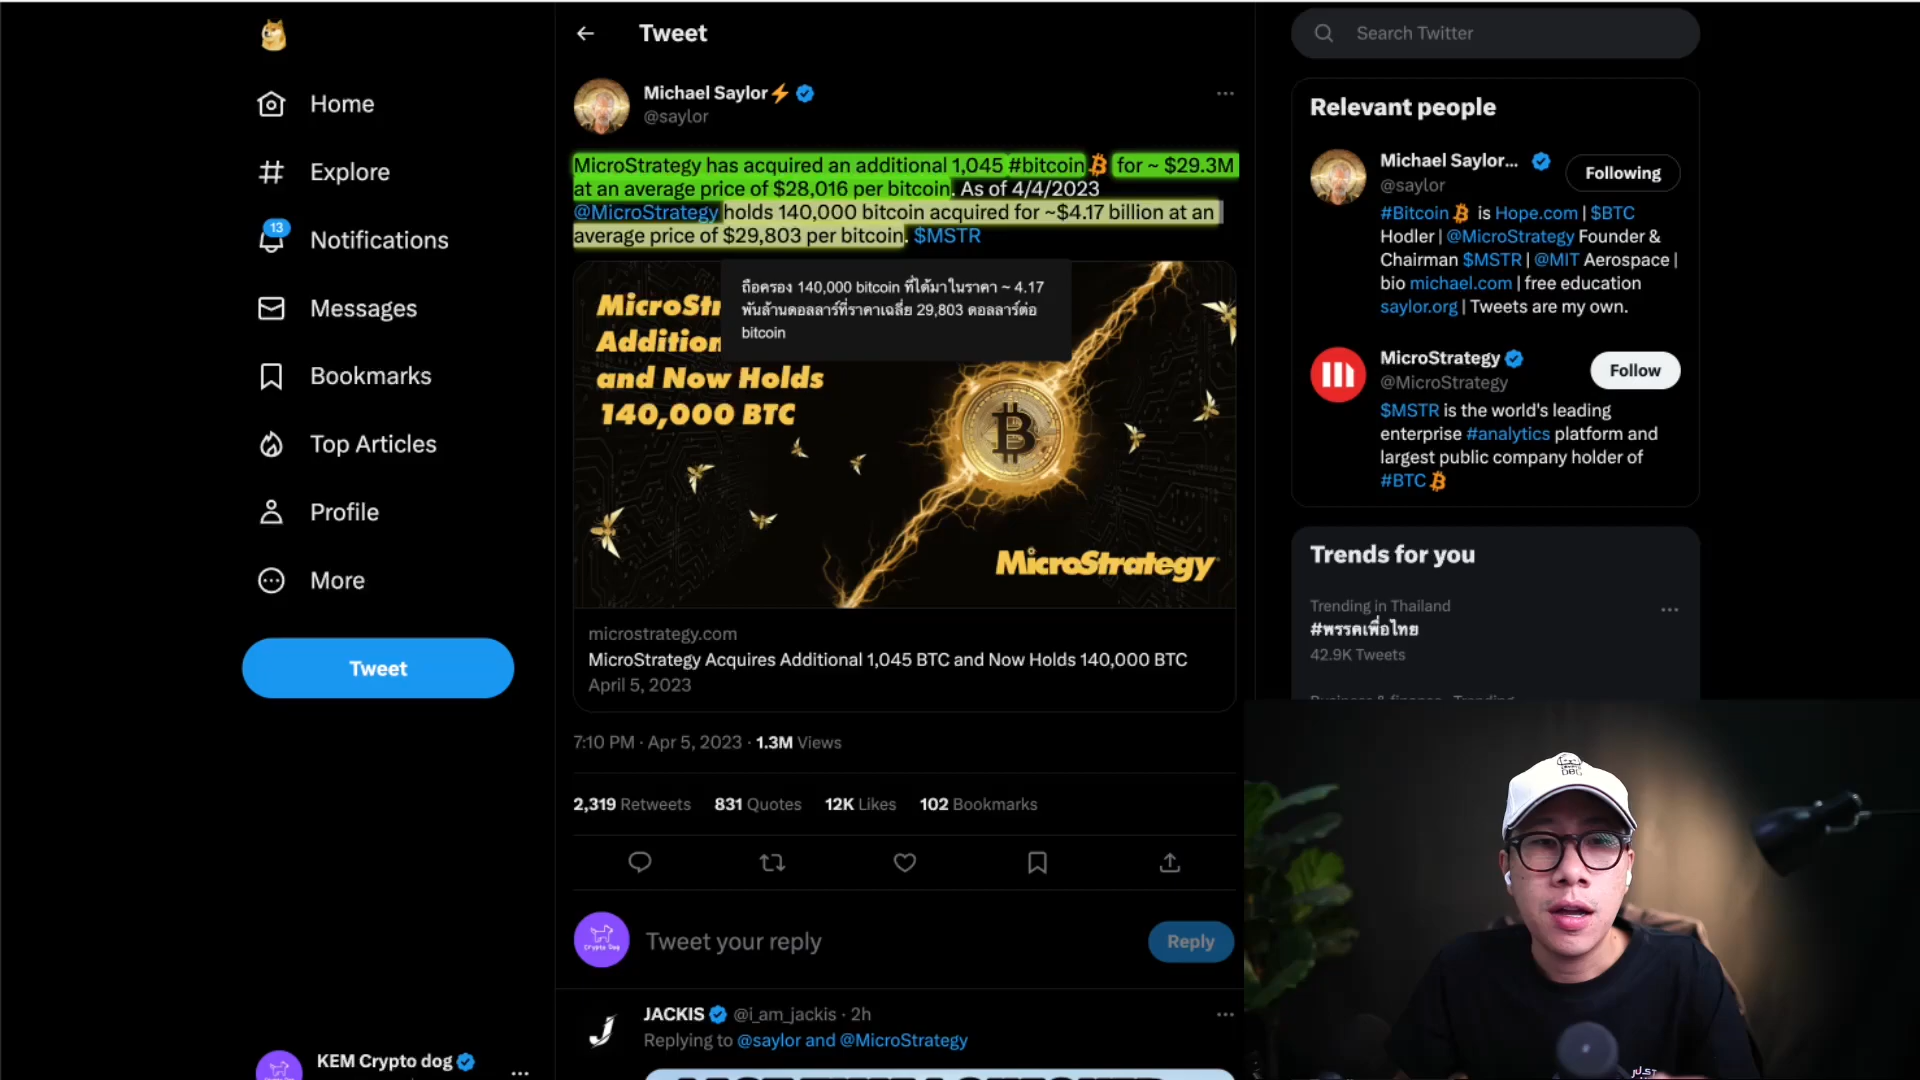 Home
Explore
13
Notifications
Messages
Bookmarks
Top Articles
Profile
More
Tweet
KEM Crypto dog
Tweet
Michael Saylor⚡
@saylor
MicroStrategy has acquired an additional 1,045 #bitcoin for ~ $29.3M
at an average price of $28,016 per bitcoin. As of 4/4/2023
@MicroStrategy holds 140,000 bitcoin acquired for ~$4.17 billion at an
average price of $29,803 per bitcoin. $MSTR
ถือครอง 140,000 bitcoin ที่ได้มาในราคา ~ 4.17
พันล้านดอลลาร์ที่ราคาเฉลี่ย 29,803 ดอลลาร์ต่อ
bitcoin
and Now Holds
140,000 BTC
MicroStrategy
microstrategy.com
MicroStrategy Acquires Additional 1,045 BTC and Now Holds 140,000 BTC
April 5, 2023
7:10 PM · Apr 5, 2023 · 1.3M Views
2,319 Retweets 831 Quotes 12K Likes 102 Bookmarks
Crypto Dog
Tweet your reply
Reply
JACKIS @i_am_jackis · 2h
Replying to @saylor and @MicroStrategy
Search Twitter
Relevant people
Michael Saylor...
@saylor
Following
#Bitcoin is Hope.com | $BTC
Hodler | @MicroStrategy Founder &
Chairman $MSTR | @MIT Aerospace |
bio michael.com | free education
saylor.org | Tweets are my own.
MicroStrategy
@MicroStrategy
Follow
$MSTR is the world's leading
enterprise #analytics platform and
largest public company holder of
#BTC
Trends for you
Trending in Thailand
#พรรคเพื่อไทย
42.9K Tweets